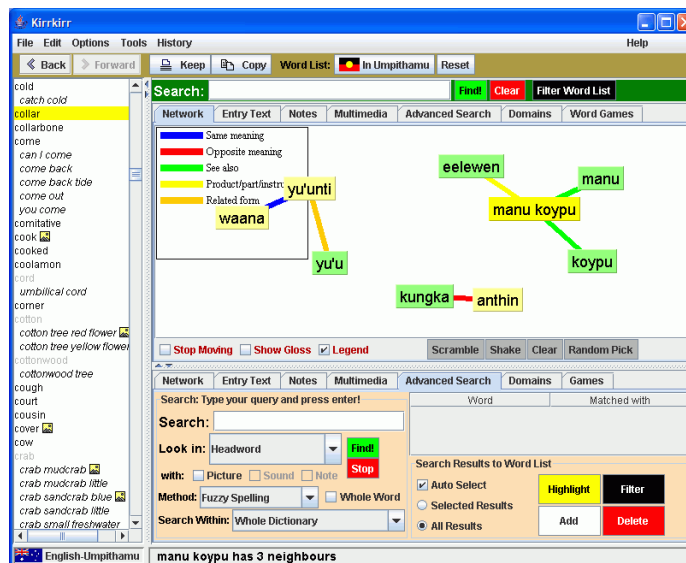 Kirrkirr
File Edit Options Tools History Help
Back Forward Keep Copy Word List: In Umpithamu Reset
cold
catch cold
collar
collarbone
come
can I come
come back
come back tide
come out
you come
comitative
cook
cooked
coolamon
cord
umbilical cord
corner
cotton
cotton tree red flower
cotton tree yellow flower
cottonwood
cottonwood tree
cough
court
cousin
cover
cow
crab
crab mudcrab
crab mudcrab little
crab sandcrab blue
crab sandcrab little
crab small freshwater
English-Umpithamu
Search: Find! Clear Filter Word List
Network Entry Text Notes Multimedia Advanced Search Domains Word Games
Same meaning
Opposite meaning
See also
Product/part/instru
Related form
yu'unti
waana
yu'u
eelewen
manu
manu koypu
koypu
kungka
anthin
Stop Moving Show Gloss Legend Scramble Shake Clear Random Pick
Network Entry Text Notes Multimedia Advanced Search Domains Games
Search: Type your query and press enter!
Search:
Look in: Headword Find!
Stop
with: Picture Sound Note
Method: Fuzzy Spelling Whole Word
Search Within: Whole Dictionary
Word Matched with
Search Results to Word List
Auto Select
Selected Results
All Results
Highlight Filter
Add Delete
manu koypu has 3 neighbours